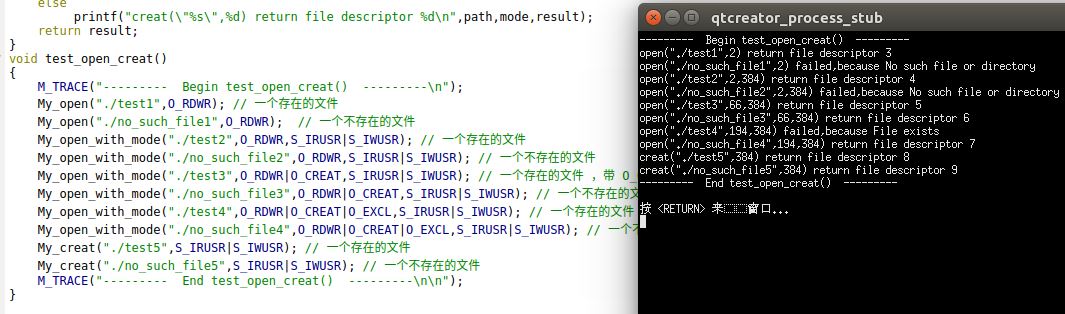 else
printf("creat(\"%s\",%d) return file descriptor %d\n",path,mode,result);
return result;
}
void test_open_creat()
{
M_TRACE("--------- Begin test_open_creat() ---------\n");
My_open("./test1",O_RDWR); // 一个存在的文件
My_open("./no_such_file1",O_RDWR); // 一个不存在的文件
My_open_with_mode("./test2",O_RDWR,S_IRUSR|S_IWUSR); // 一个存在的文件
My_open_with_mode("./no_such_file2",O_RDWR,S_IRUSR|S_IWUSR); // 一个不存在的文件
My_open_with_mode("./test3",O_RDWR|O_CREAT,S_IRUSR|S_IWUSR); // 一个存在的文件 ，带 O
My_open_with_mode("./no_such_file3",O_RDWR|O_CREAT,S_IRUSR|S_IWUSR); // 一个不存在的文
My_open_with_mode("./test4",O_RDWR|O_CREAT|O_EXCL,S_IRUSR|S_IWUSR); // 一个存在的文件
My_open_with_mode("./no_such_file4",O_RDWR|O_CREAT|O_EXCL,S_IRUSR|S_IWUSR); // 一个不
My_creat("./test5",S_IRUSR|S_IWUSR); // 一个存在的文件
My_creat("./no_such_file5",S_IRUSR|S_IWUSR); // 一个不存在的文件
M_TRACE("--------- End test_open_creat() ---------\n\n");
}
qtcreator_process_stub
--------- Begin test_open_creat() ---------
open("./test1",2) return file descriptor 3
open("./no_such_file1",2) failed,because No such file or directory
open("./test2",2,384) return file descriptor 4
open("./no_such_file2",2,384) failed,because No such file or directory
open("./test3",66,384) return file descriptor 5
open("./no_such_file3",66,384) return file descriptor 6
open("./test4",194,384) failed,because File exists
open("./no_such_file4",194,384) return file descriptor 7
creat("./test5",384) return file descriptor 8
creat("./no_such_file5",384) return file descriptor 9
--------- End test_open_creat() ---------
按 <RETURN> 来窗口...